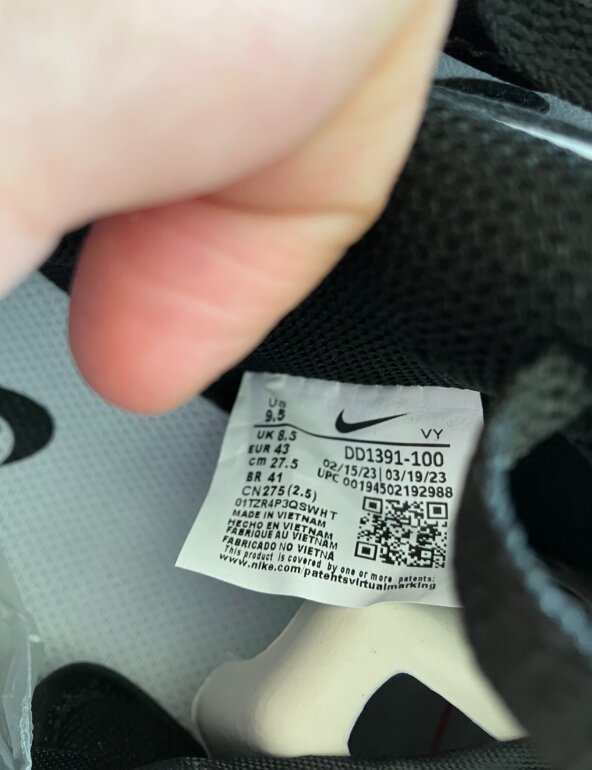 Us
9.5
VY
UK 8.5
EUR 43
DD1391-100
cm 27.5
02/15/23 | 03/19/23
BR 41
UPC 00194502192988
CN 275 (2.5)
01TZR4P3QSWHT
MADE IN VIETNAM
HECHO EN VIETNAM
FABRIQUE AU VIETNAM
FABRICADO NO VIETNA
This product is covered by one or more patents:
www.nike.com/patentsvirtualmarking